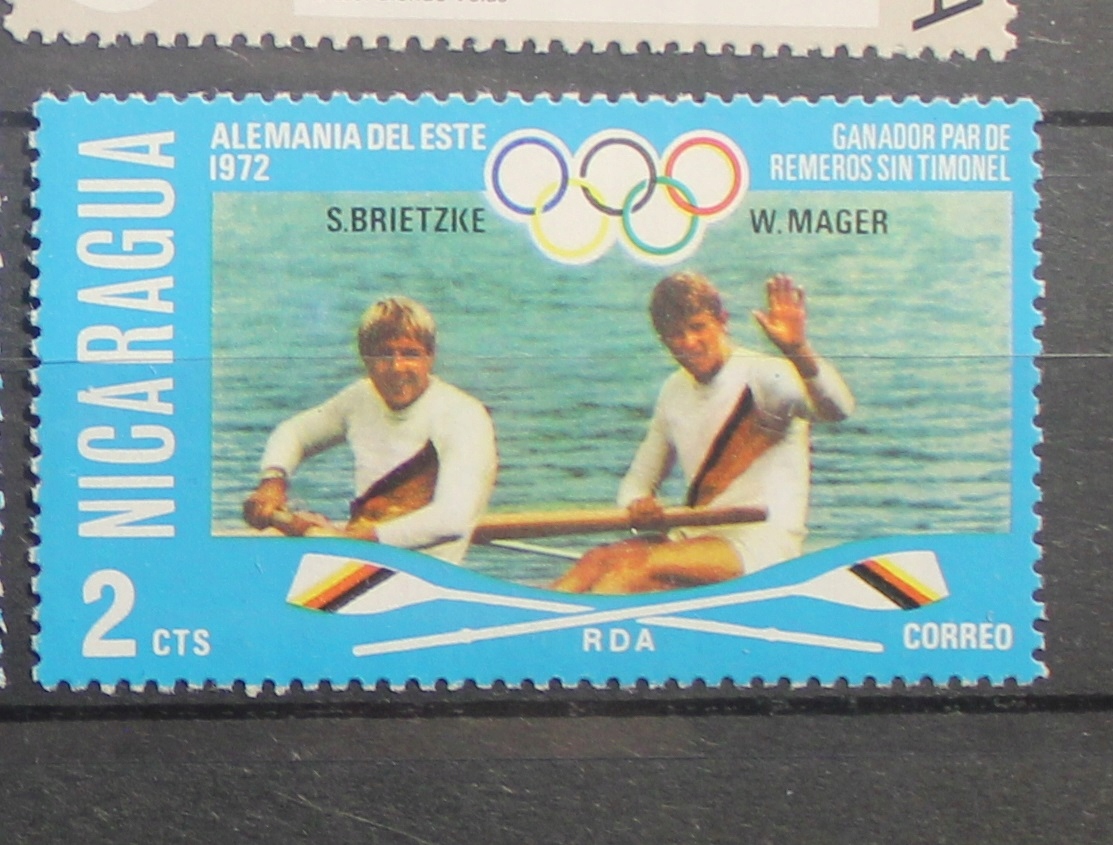 NICARAGUA
ALEMANIA DEL ESTE
1972
GANADOR PAR DE
REMEROS SIN TIMONEL
S.BRIETZKE
W.MAGER
2 CTS
RDA
CORREO